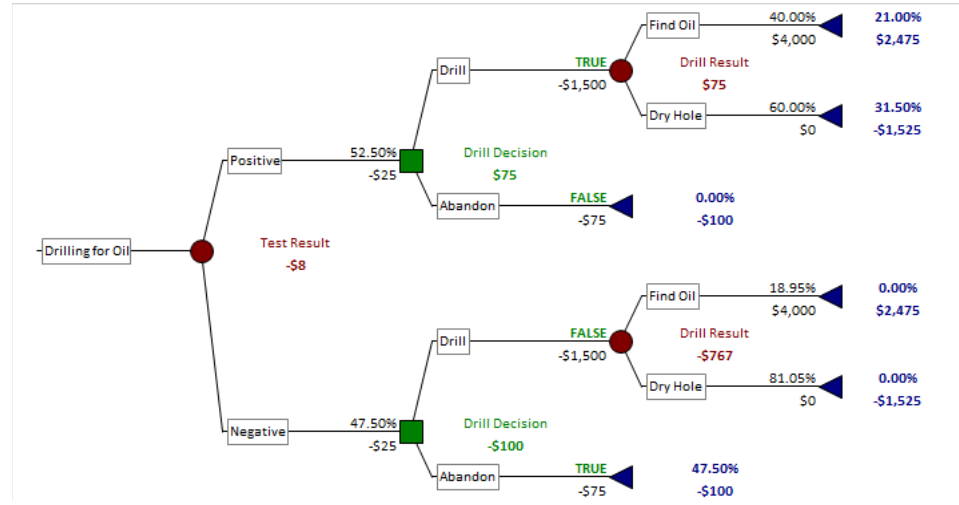 40.00% 21.00%
Find Oil
$4,000 $2,475
TRUE Drill Result
Drill
-$1,500 $75
60.00% 31.50%
Dry Hole
$0 -$1,525
52.50% Drill Decision
Positive
-$25 $75
FALSE 0.00%
Abandon
-$75 -$100
Test Result
Drilling for Oil
-$8
18.95% 0.00%
Find Oil
$4,000 $2,475
FALSE Drill Result
Drill
-$1,500 -$767
81.05% 0.00%
Dry Hole
$0 -$1,525
47.50% Drill Decision
Negative
-$25 -$100
TRUE 47.50%
Abandon
-$75 -$100